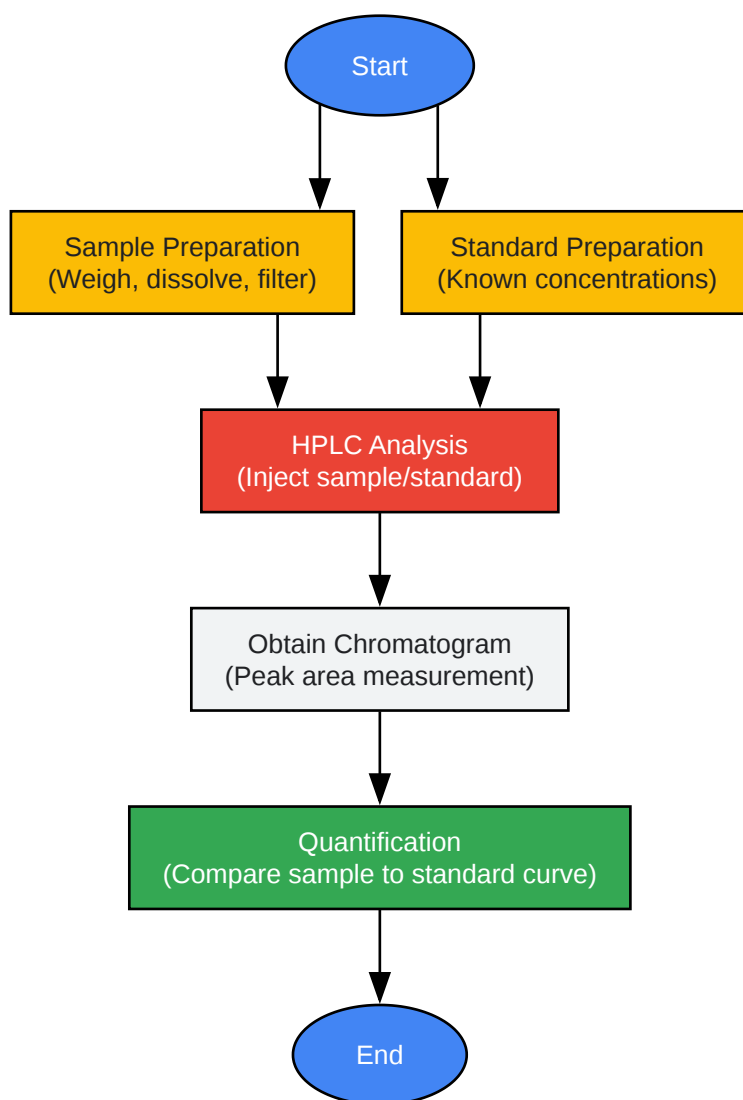 Start
Sample Preparation
(Weigh, dissolve, filter)
Standard Preparation
(Known concentrations)
HPLC Analysis
(Inject sample/standard)
Obtain Chromatogram
(Peak area measurement)
Quantification
(Compare sample to standard curve)
End